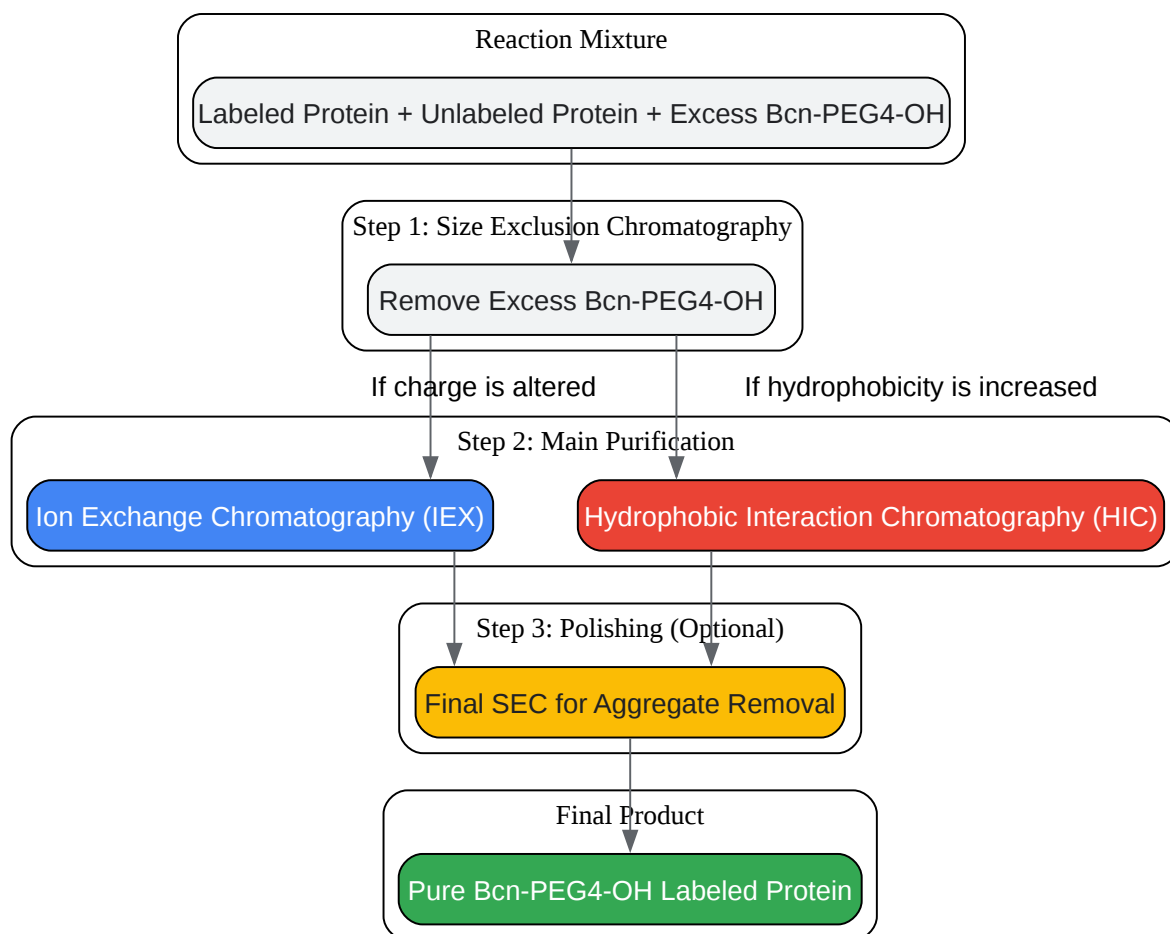 Reaction Mixture
Labeled Protein + Unlabeled Protein + Excess Bcn-PEG4-OH
Step 1: Size Exclusion Chromatography
Remove Excess Bcn-PEG4-OH
If charge is altered
If hydrophobicity is increased
Step 2: Main Purification
Ion Exchange Chromatography (IEX)
Hydrophobic Interaction Chromatography (HIC)
Step 3: Polishing (Optional)
Final SEC for Aggregate Removal
Final Product
Pure Bcn-PEG4-OH Labeled Protein